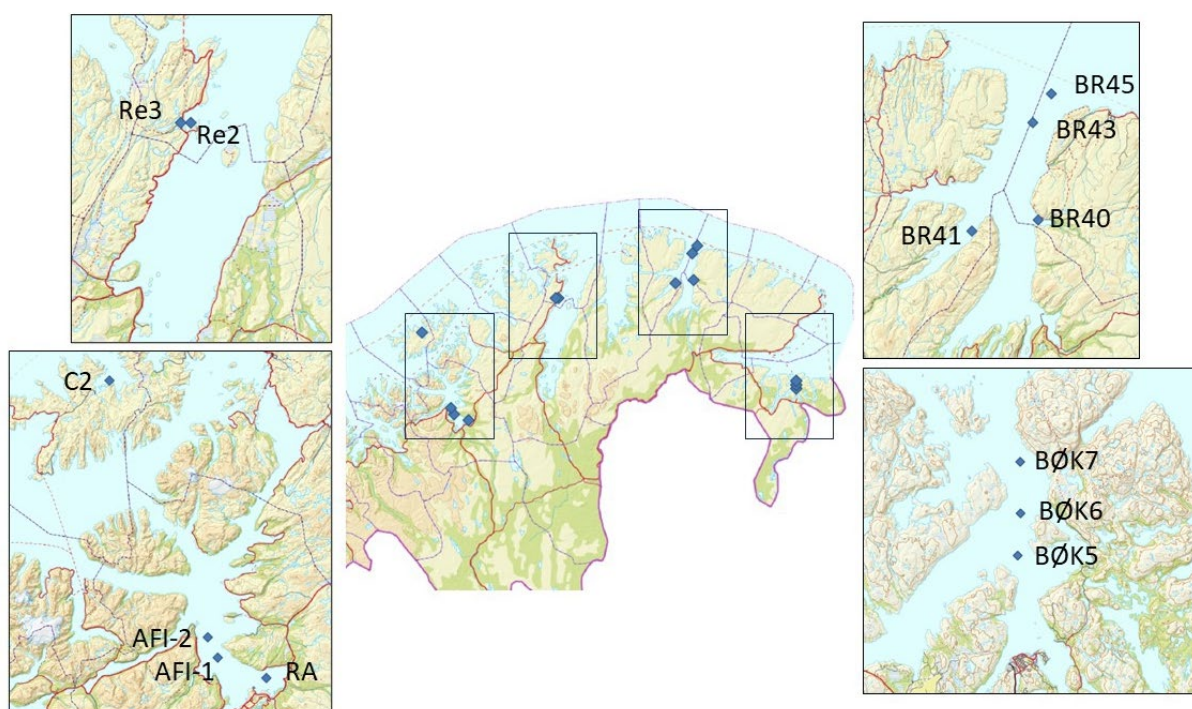 Re3
Re2
BR45
BR43
BR41
BR40
C2
AFI-2
AFI-1
RA
BØK7
BØK6
BØK5